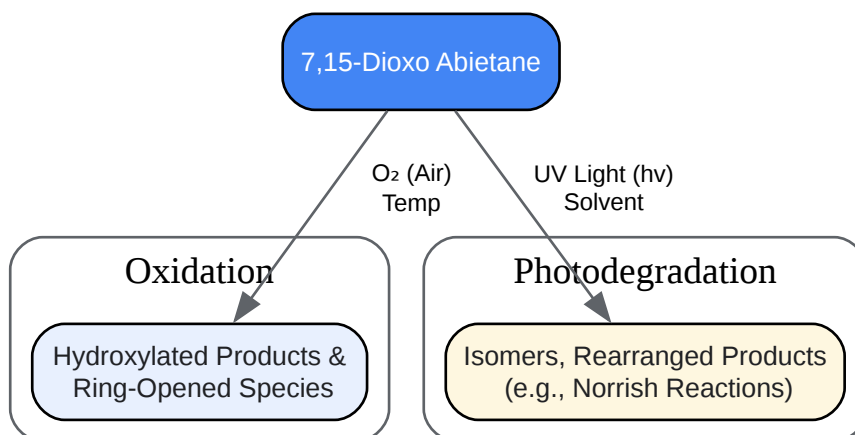 7,15-Dioxo Abietane
O₂ (Air)
Temp
UV Light (hv)
Solvent
Oxidation
Hydroxylated Products &
Ring-Opened Species
Photodegradation
Isomers, Rearranged Products
(e.g., Norrish Reactions)